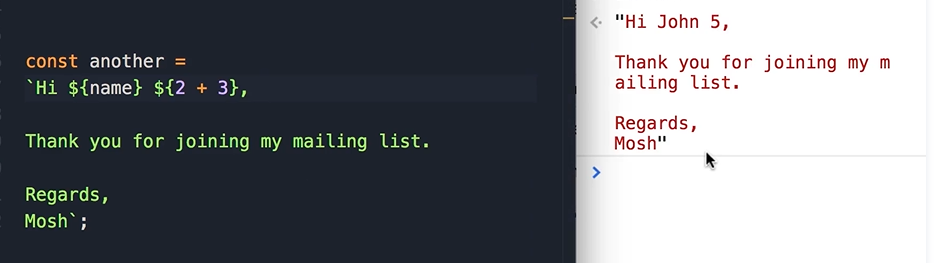 const another =
`Hi ${name} ${2 + 3},
Thank you for joining my mailing list.
Regards,
Mosh`;
"Hi John 5,
Thank you for joining my m
ailing list.
Regards,
Mosh"